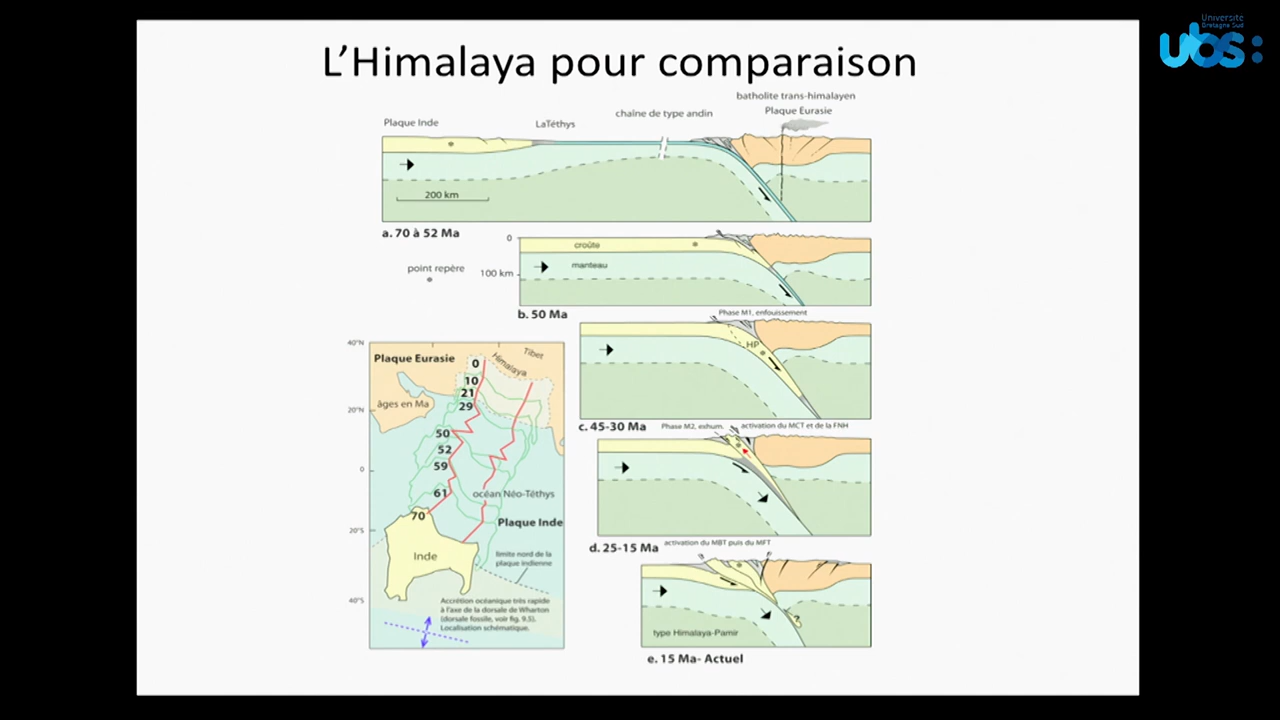 L'Himalaya pour comparaison
Université
Bretagne Sud
ubs:
batholite trans-himalayen
Plaque Eurasie
chaîne de type andin
LaTéthys
Plaque Inde
200 km
a. 70 à 52 Ma
0
croûte
manteau
100 km
point repère
b. 50 Ma
Phase M1, enfouissement
HP
c. 45-30 Ma
Phase M2, exhum.
activation du MCT et de la FNH
d. 25-15 Ma
activation du MBT puis du MFT
?
type Himalaya-Pamir
e. 15 Ma- Actuel
40°N
20°N
0
20°S
40°S
Plaque Eurasie
Tibet
Himalaya
âges en Ma
0
10
21
29
50
52
59
61
70
océan Néo-Téthys
Plaque Inde
Inde
limite nord de la
plaque indienne
Accrétion océanique très rapide
à l'axe de la dorsale de Wharton
(dorsale fossile, voir fig. 9.5).
Localisation schématique.